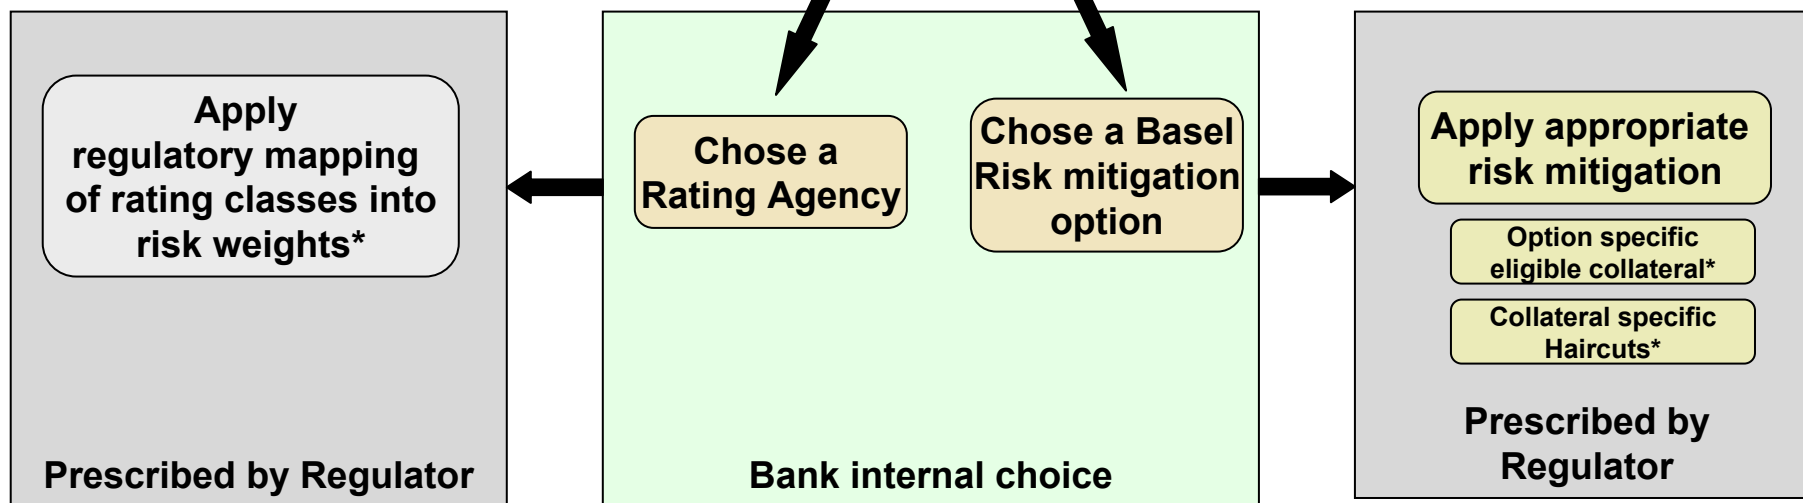 Apply
regulatory mapping
of rating classes into
risk weights*
Prescribed by Regulator
Chose a
Rating Agency
Chose a Basel
Risk mitigation
option
Bank internal choice
Apply appropriate
risk mitigation
Option specific
eligible collateral*
Collateral specific
Haircuts*
Prescribed by
Regulator